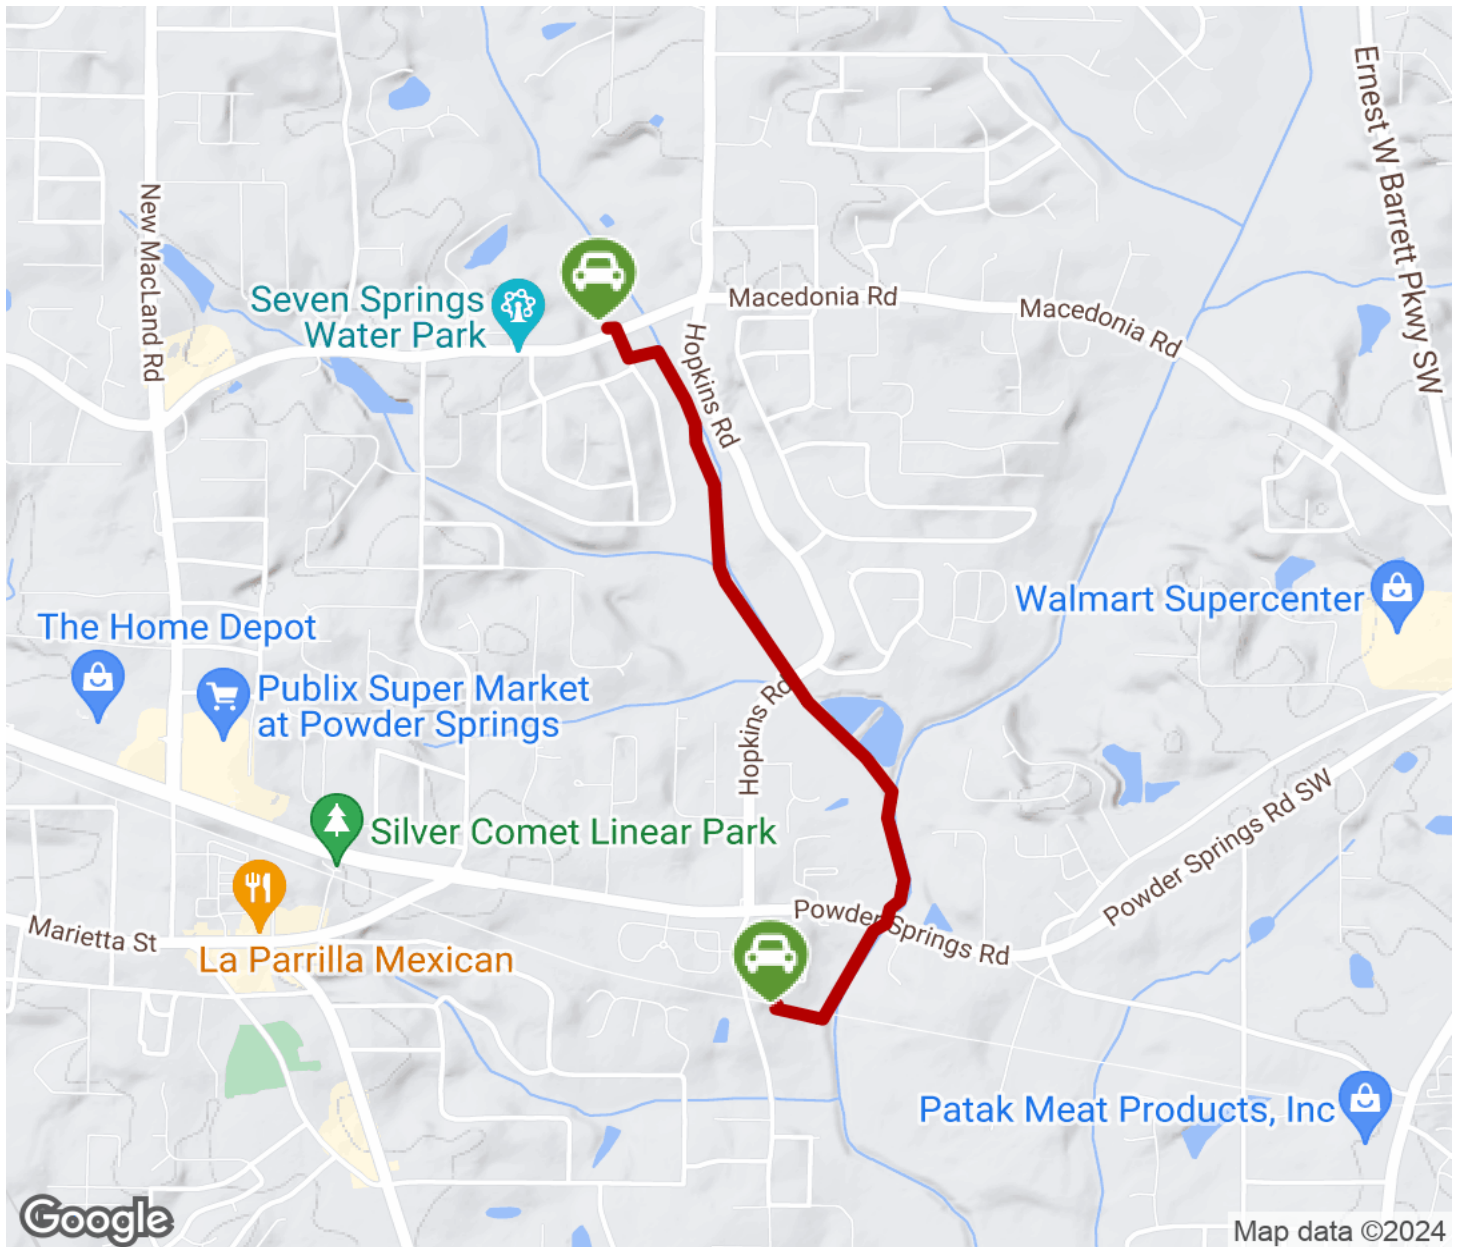 Ernest W Barrett Pkwy SW
New MacLand Rd
Seven Springs
Water Park
Macedonia Rd
Macedonia Rd
Hopkins Rd
Walmart Supercenter
The Home Depot
Publix Super Market
at Powder Springs
Hopkins Rd
Powder Springs Rd SW
Silver Comet Linear Park
Powder Springs Rd
Marietta St
La Parrilla Mexican
Patak Meat Products, Inc
Google
Map data ©2024